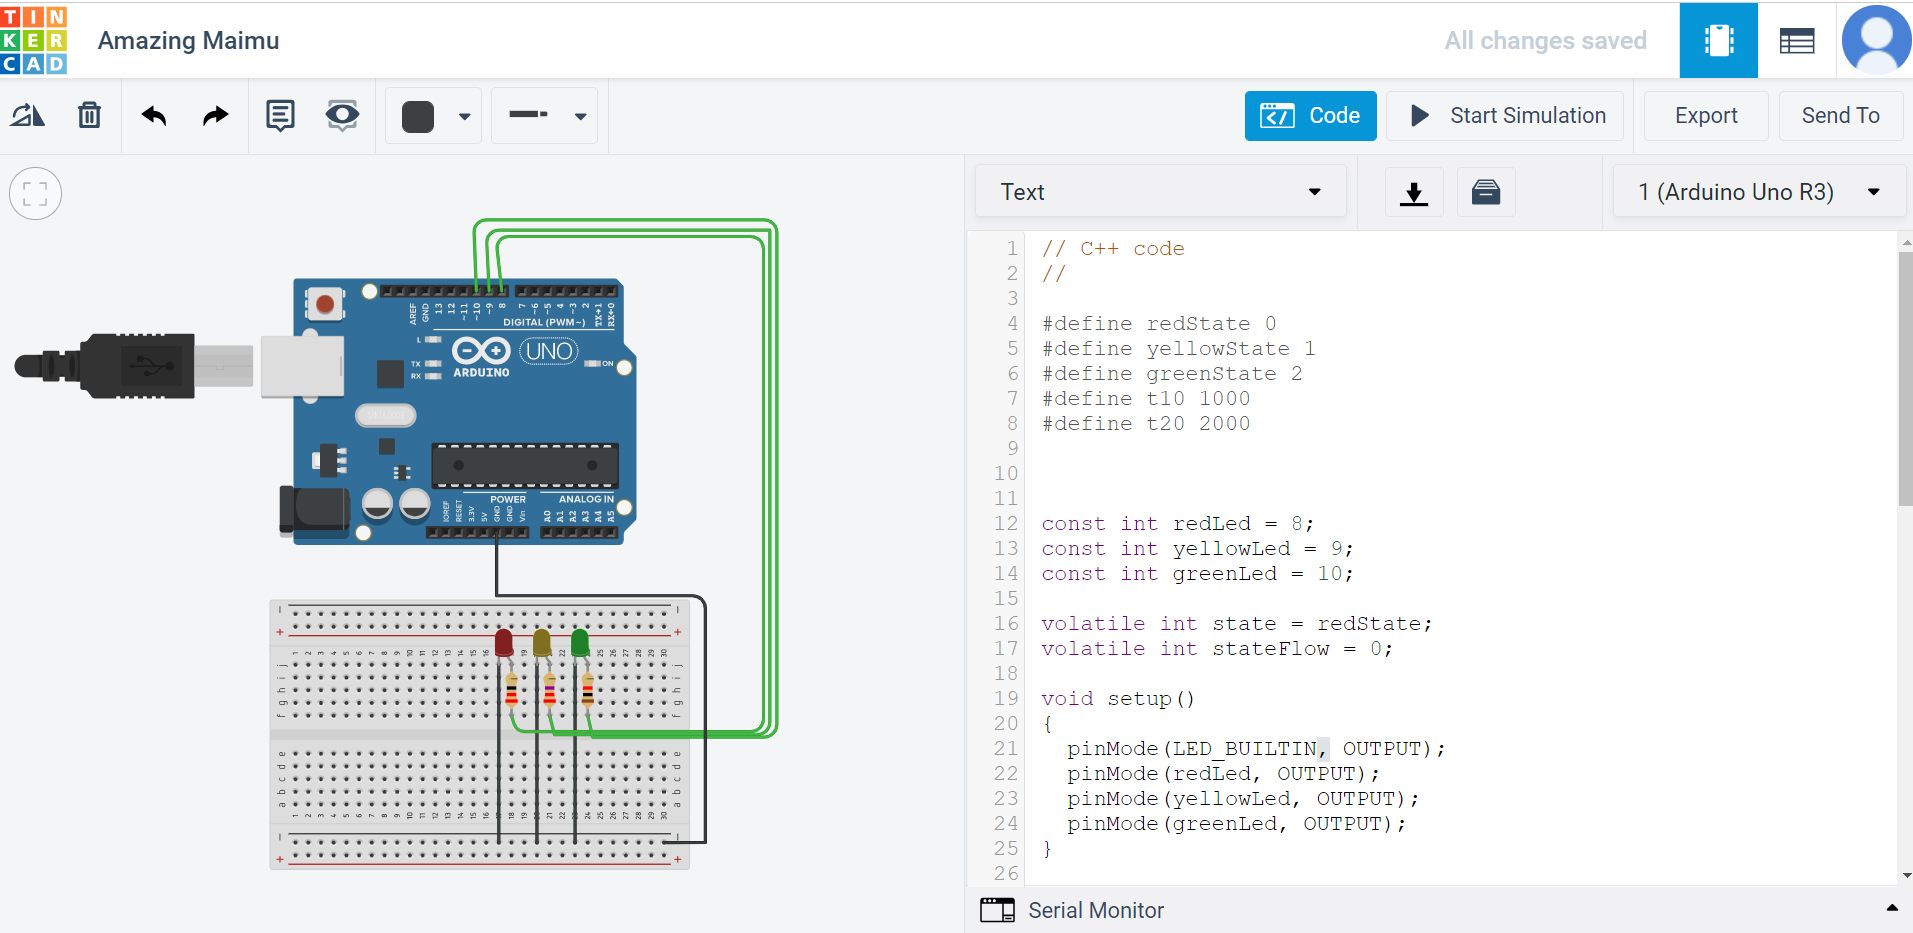 TINKERCAD
Amazing Maimu
All changes saved
Code
Start Simulation
Export
Send To
Text
1 (Arduino Uno R3)
AREF
GND
13
12
~11
~10
~9
8
7
~6
~5
4
~3
2
TX→1
RX←0
DIGITAL (PWM~)
L
TX
RX
ARDUINO
UNO
ON
POWER
ANALOG IN
IOREF
RESET
3.3V
5V
GND
GND
Vin
A0
A1
A2
A3
A4
A5
1 // C++ code
2 //
3
4 #define redState 0
5 #define yellowState 1
6 #define greenState 2
7 #define t10 1000
8 #define t20 2000
9
10
11
12 const int redLed = 8;
13 const int yellowLed = 9;
14 const int greenLed = 10;
15
16 volatile int state = redState;
17 volatile int stateFlow = 0;
18
19 void setup()
20 {
21   pinMode(LED_BUILTIN, OUTPUT);
22   pinMode(redLed, OUTPUT);
23   pinMode(yellowLed, OUTPUT);
24   pinMode(greenLed, OUTPUT);
25 }
26
Serial Monitor